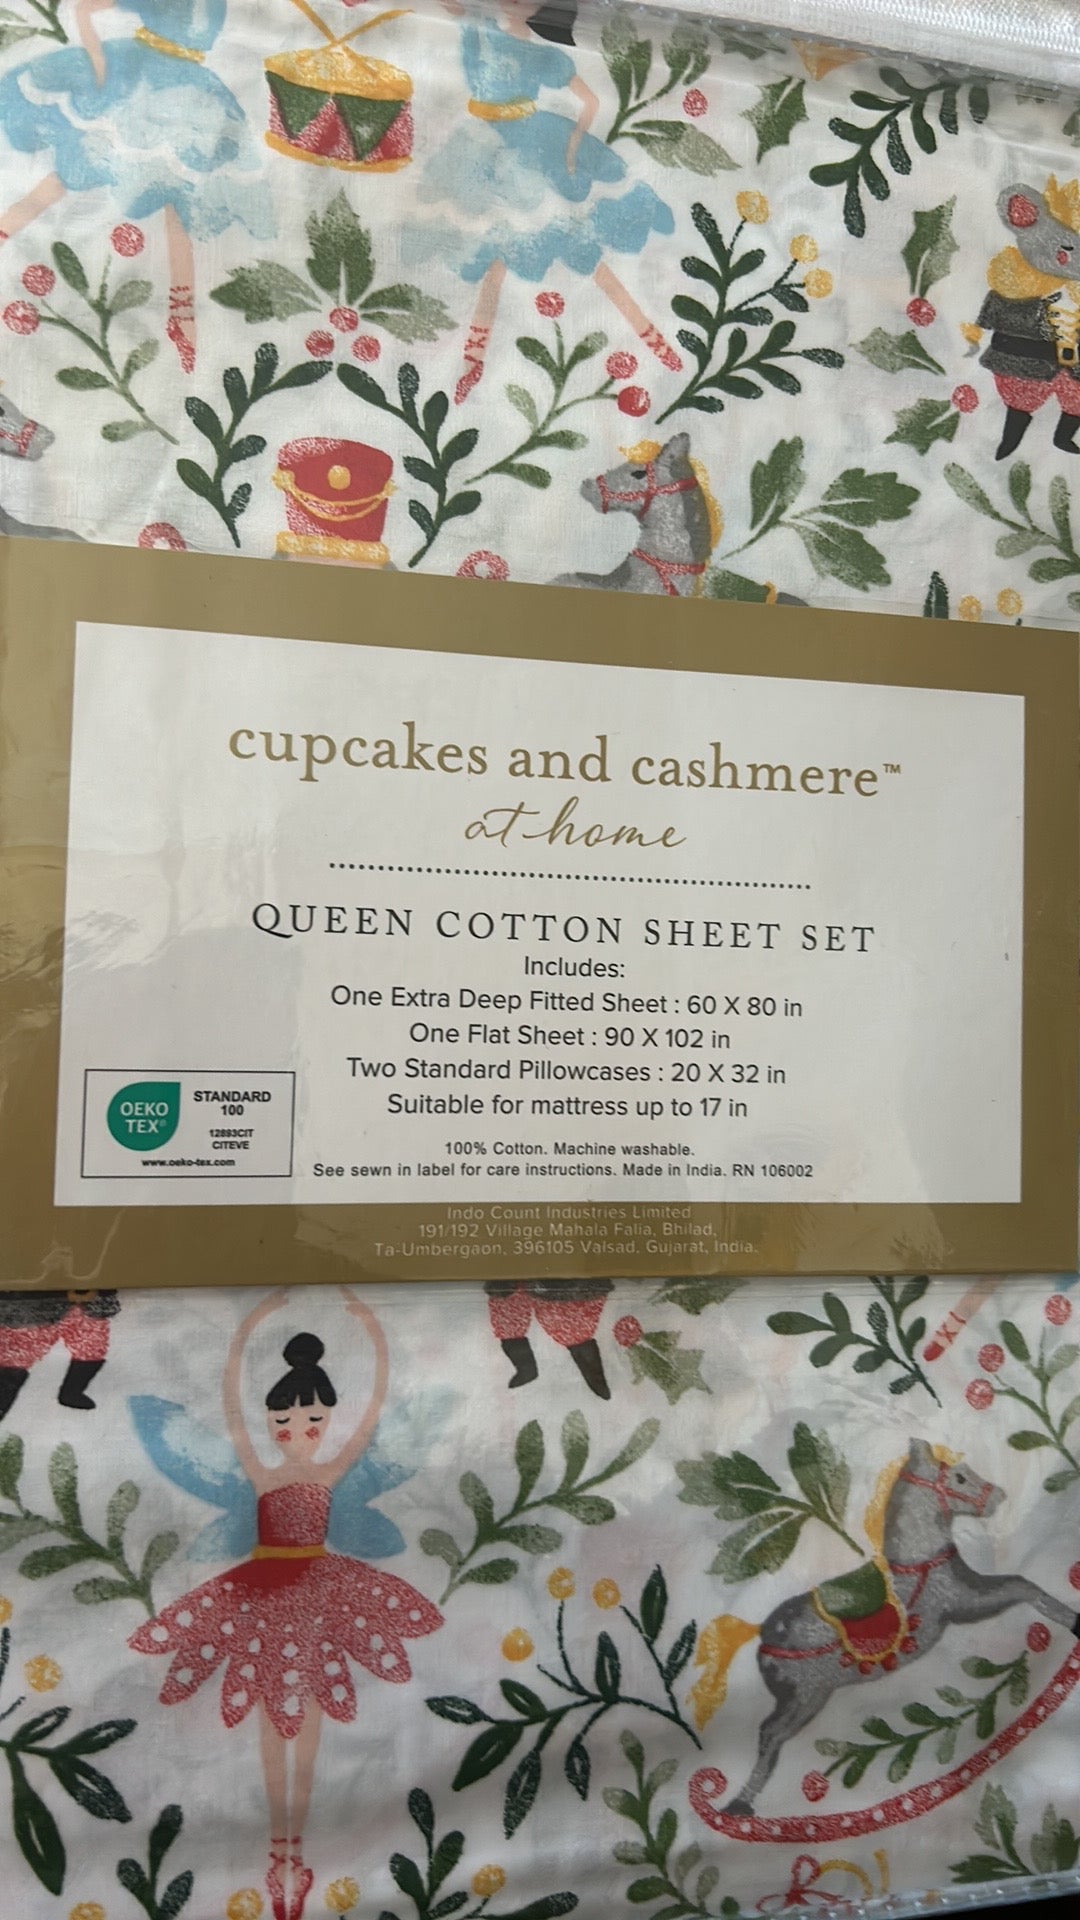 cupcakes and cashmere™
at home
QUEEN COTTON SHEET SET
Includes:
One Extra Deep Fitted Sheet : 60 X 80 in
One Flat Sheet : 90 X 102 in
Two Standard Pillowcases : 20 X 32 in
Suitable for mattress up to 17 in
100% Cotton. Machine washable.
See sewn in label for care instructions. Made in India. RN 106002
OEKO
TEX®
STANDARD
100
12893CIT
CITEVE
www.oeko-tex.com
Indo Count Industries Limited
191/192 Village Mahala Falia, Bhilad,
Ta-Umbergaon, 396105 Valsad, Gujarat, India.